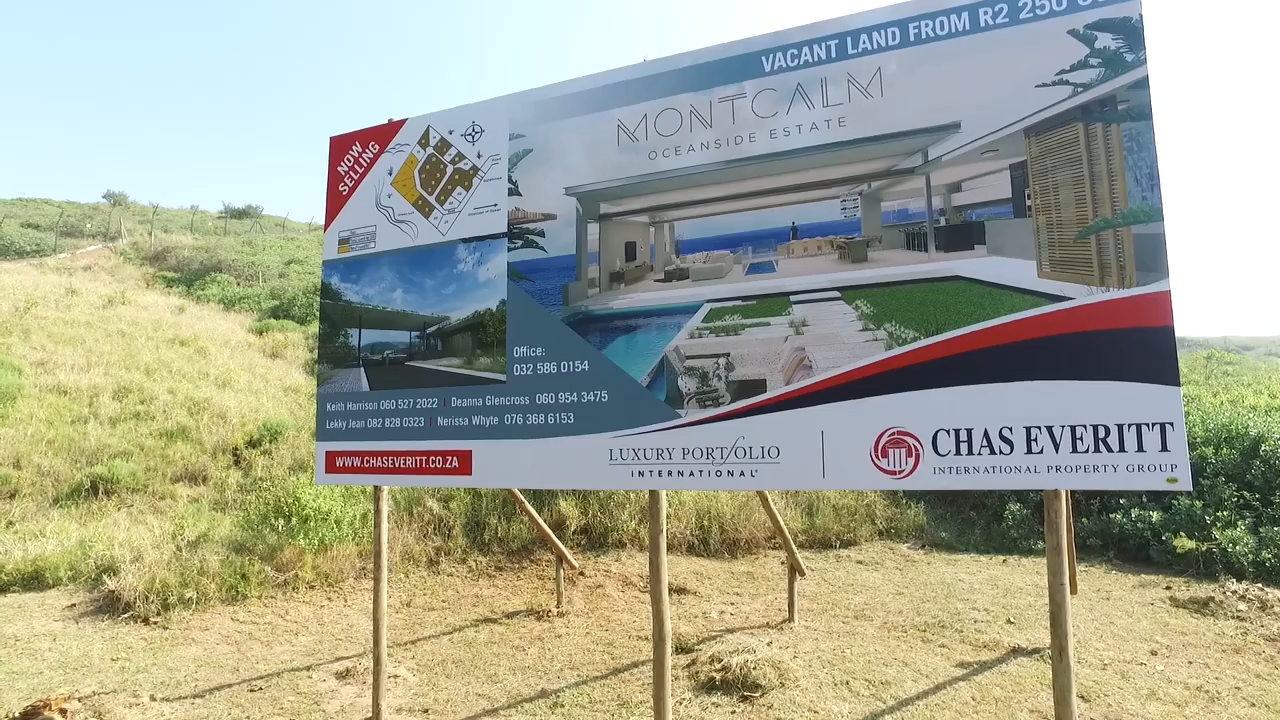 VACANT LAND FROM R2 250
MONTCALM
OCEANSIDE ESTATE
NOW
SELLING
Office:
032 586 0154
Keith Harrison 060 527 2022 | Deanna Glencross 060 954 3475
Lekky Jean 082 828 0323 | Nerissa Whyte 076 368 6153
WWW.CHASEVERITT.CO.ZA
LUXURY PORTFOLIO
INTERNATIONAL
CHAS EVERITT
INTERNATIONAL PROPERTY GROUP